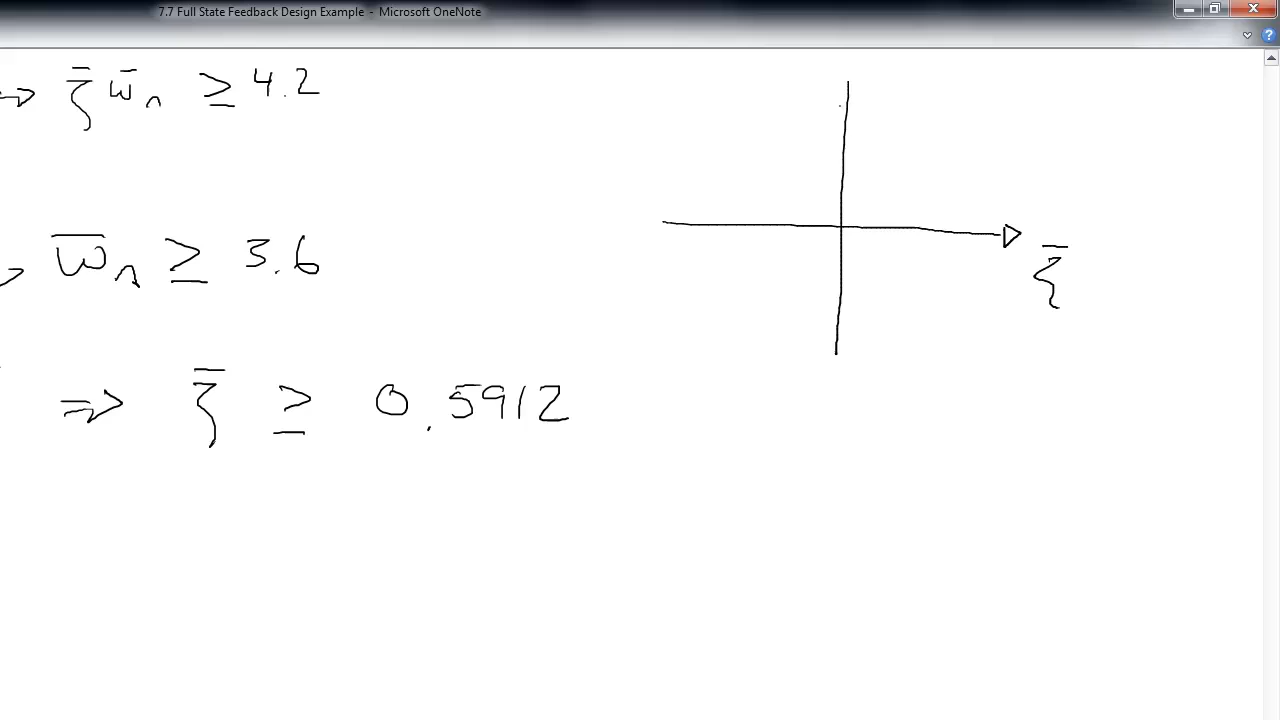 7.7 Full State Feedback Design Example - Microsoft OneNote
⇒ ζ̄ ω̄ₙ ≥ 4.2
ω̄ₙ ≥ 3.6
ζ̄
⇒ ζ̄ ≥ 0.5912